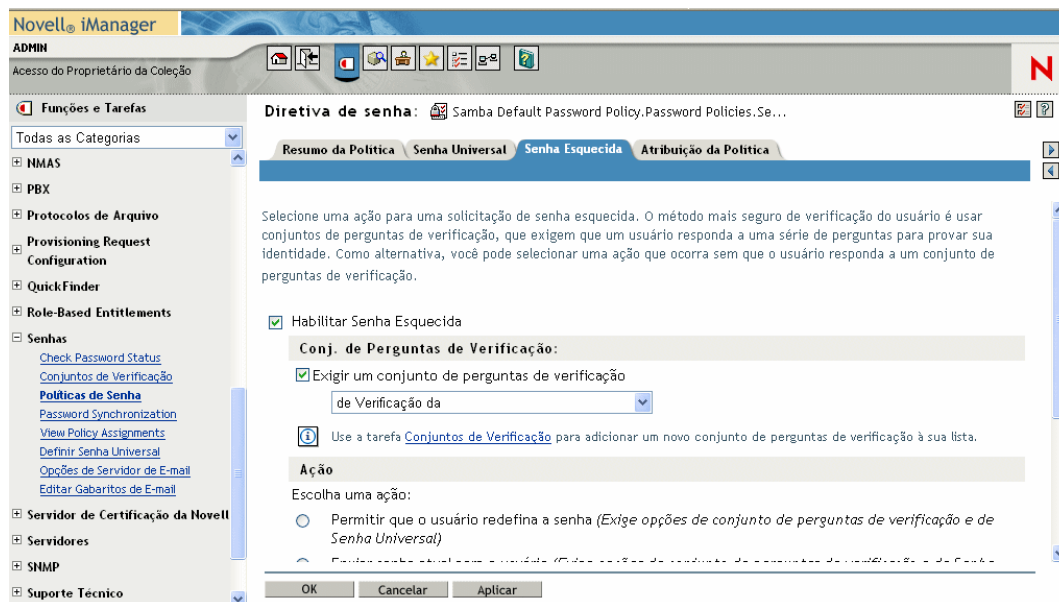 Novell® iManager
ADMIN
Acesso do Proprietário da Coleção
N
Funções e Tarefas
Todas as Categorias
NMAS
PBX
Protocolos de Arquivo
Provisioning Request
Configuration
QuickFinder
Role-Based Entitlements
Senhas
Check Password Status
Conjuntos de Verificação
Políticas de Senha
Password Synchronization
View Policy Assignments
Definir Senha Universal
Opções de Servidor de E-mail
Editar Gabaritos de E-mail
Servidor de Certificação da Novell
Servidores
SNMP
Suporte Técnico
Diretiva de senha: Samba Default Password Policy.Password Policies.Se...
Resumo da Política Senha Universal Senha Esquecida Atribuição da Política
Selecione uma ação para uma solicitação de senha esquecida. O método mais seguro de verificação do usuário é usar
conjuntos de perguntas de verificação, que exigem que um usuário responda a uma série de perguntas para provar sua
identidade. Como alternativa, você pode selecionar uma ação que ocorra sem que o usuário responda a um conjunto de
perguntas de verificação.
Habilitar Senha Esquecida
Conj. de Perguntas de Verificação:
Exigir um conjunto de perguntas de verificação
de Verificação da
Use a tarefa Conjuntos de Verificação para adicionar um novo conjunto de perguntas de verificação à sua lista.
Ação
Escolha uma ação:
Permitir que o usuário redefina a senha (Exige opções de conjunto de perguntas de verificação e de
Senha Universal)
OK Cancelar Aplicar